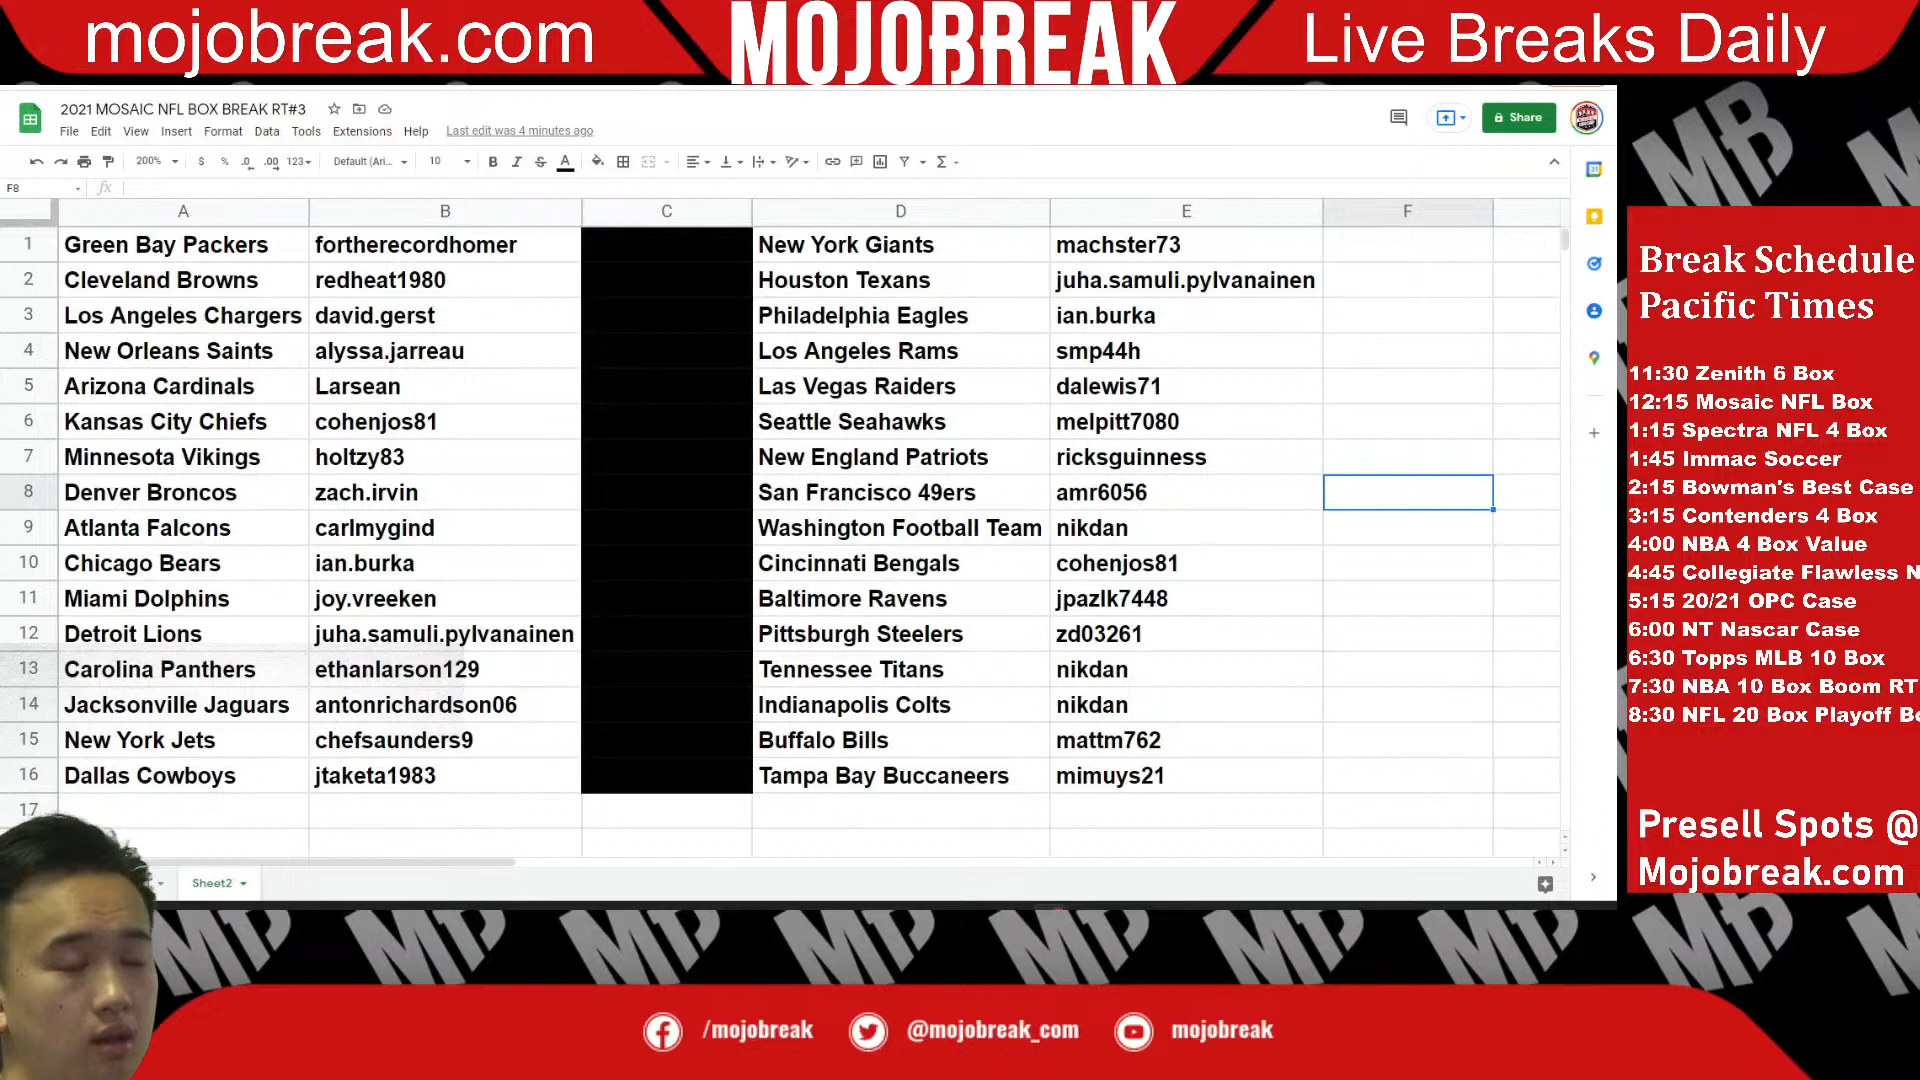 mojobreak.com
MOJOBREAK
Live Breaks Daily
2021 MOSAIC NFL BOX BREAK RT#3
File Edit View Insert Format Data Tools Extensions Help Last edit was 4 minutes ago
Share
200% $ % .0 .00 123 Default (Ari... 10 B I S A
F8 fx
A B C D E F
1 Green Bay Packers fortherecordhomer New York Giants machster73
2 Cleveland Browns redheat1980 Houston Texans juha.samuli.pylvanainen
3 Los Angeles Chargers david.gerst Philadelphia Eagles ian.burka
4 New Orleans Saints alyssa.jarreau Los Angeles Rams smp44h
5 Arizona Cardinals Larsean Las Vegas Raiders dalewis71
6 Kansas City Chiefs cohenjos81 Seattle Seahawks melpitt7080
7 Minnesota Vikings holtzy83 New England Patriots ricksguinness
8 Denver Broncos zach.irvin San Francisco 49ers amr6056
9 Atlanta Falcons carlmygind Washington Football Team nikdan
10 Chicago Bears ian.burka Cincinnati Bengals cohenjos81
11 Miami Dolphins joy.vreeken Baltimore Ravens jpazlk7448
12 Detroit Lions juha.samuli.pylvanainen Pittsburgh Steelers zd03261
13 Carolina Panthers ethanlarson129 Tennessee Titans nikdan
14 Jacksonville Jaguars antonrichardson06 Indianapolis Colts nikdan
15 New York Jets chefsaunders9 Buffalo Bills mattm762
16 Dallas Cowboys jtaketa1983 Tampa Bay Buccaneers mimuys21
17
Sheet2
Break Schedule
Pacific Times
11:30 Zenith 6 Box
12:15 Mosaic NFL Box
1:15 Spectra NFL 4 Box
1:45 Immac Soccer
2:15 Bowman's Best Case
3:15 Contenders 4 Box
4:00 NBA 4 Box Value
4:45 Collegiate Flawless N
5:15 20/21 OPC Case
6:00 NT Nascar Case
6:30 Topps MLB 10 Box
7:30 NBA 10 Box Boom RT
8:30 NFL 20 Box Playoff Bo
Presell Spots @
Mojobreak.com
/mojobreak @mojobreak_com mojobreak